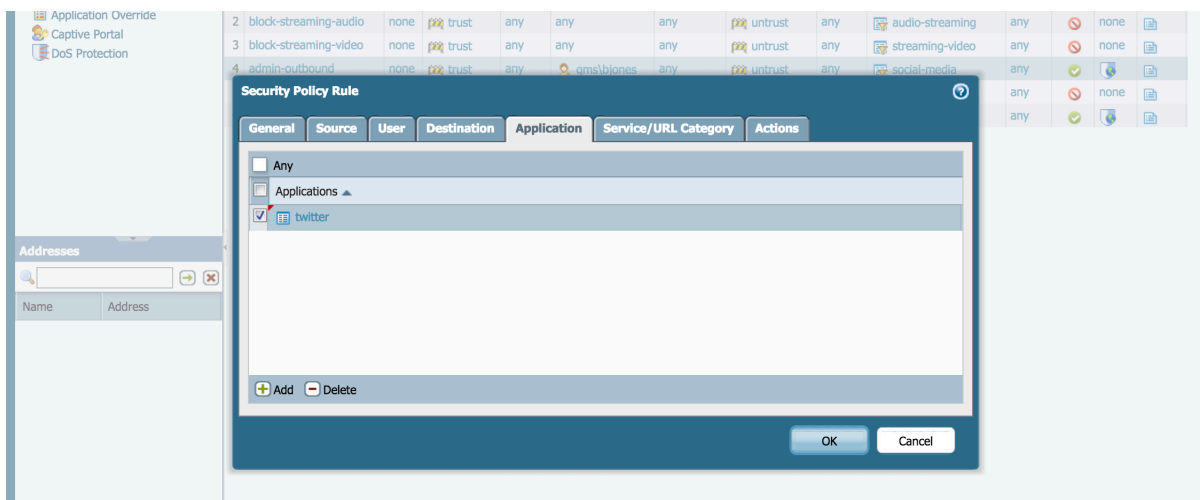 Application Override
Captive Portal
DoS Protection
2 block-streaming-audio none trust any any any untrust any audio-streaming any none
3 block-streaming-video none trust any any any untrust any streaming-video any none
4 admin-outbound none trust any gms\bjones any untrust any social-media any
any none
any
Security Policy Rule
General Source User Destination Application Service/URL Category Actions
Any
Applications
twitter
Add Delete
OK Cancel
Addresses
Name Address